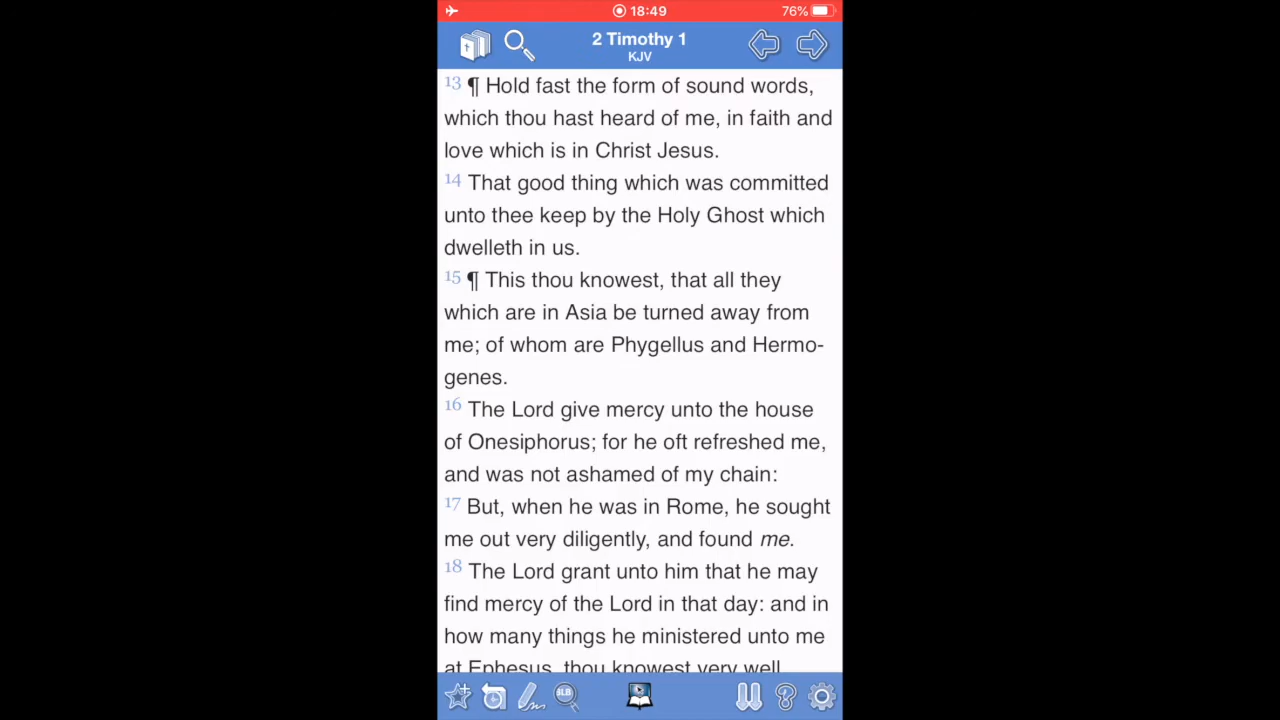 18:49
76%
2 Timothy 1
KJV
13 ¶ Hold fast the form of sound words,
which thou hast heard of me, in faith and
love which is in Christ Jesus.
14 That good thing which was committed
unto thee keep by the Holy Ghost which
dwelleth in us.
15 ¶ This thou knowest, that all they
which are in Asia be turned away from
me; of whom are Phygellus and Hermo-
genes.
16 The Lord give mercy unto the house
of Onesiphorus; for he oft refreshed me,
and was not ashamed of my chain:
17 But, when he was in Rome, he sought
me out very diligently, and found me.
18 The Lord grant unto him that he may
find mercy of the Lord in that day: and in
how many things he ministered unto me
at Ephesus, thou knowest very well.
BLB